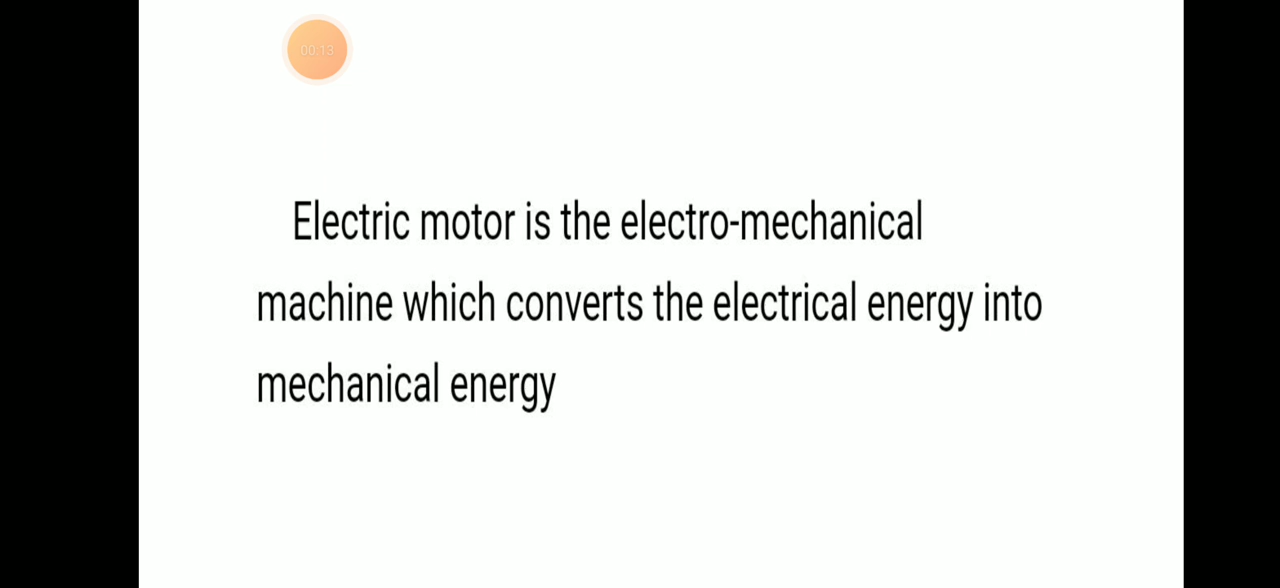 00:13
Electric motor is the electro-mechanical
machine which converts the electrical energy into
mechanical energy